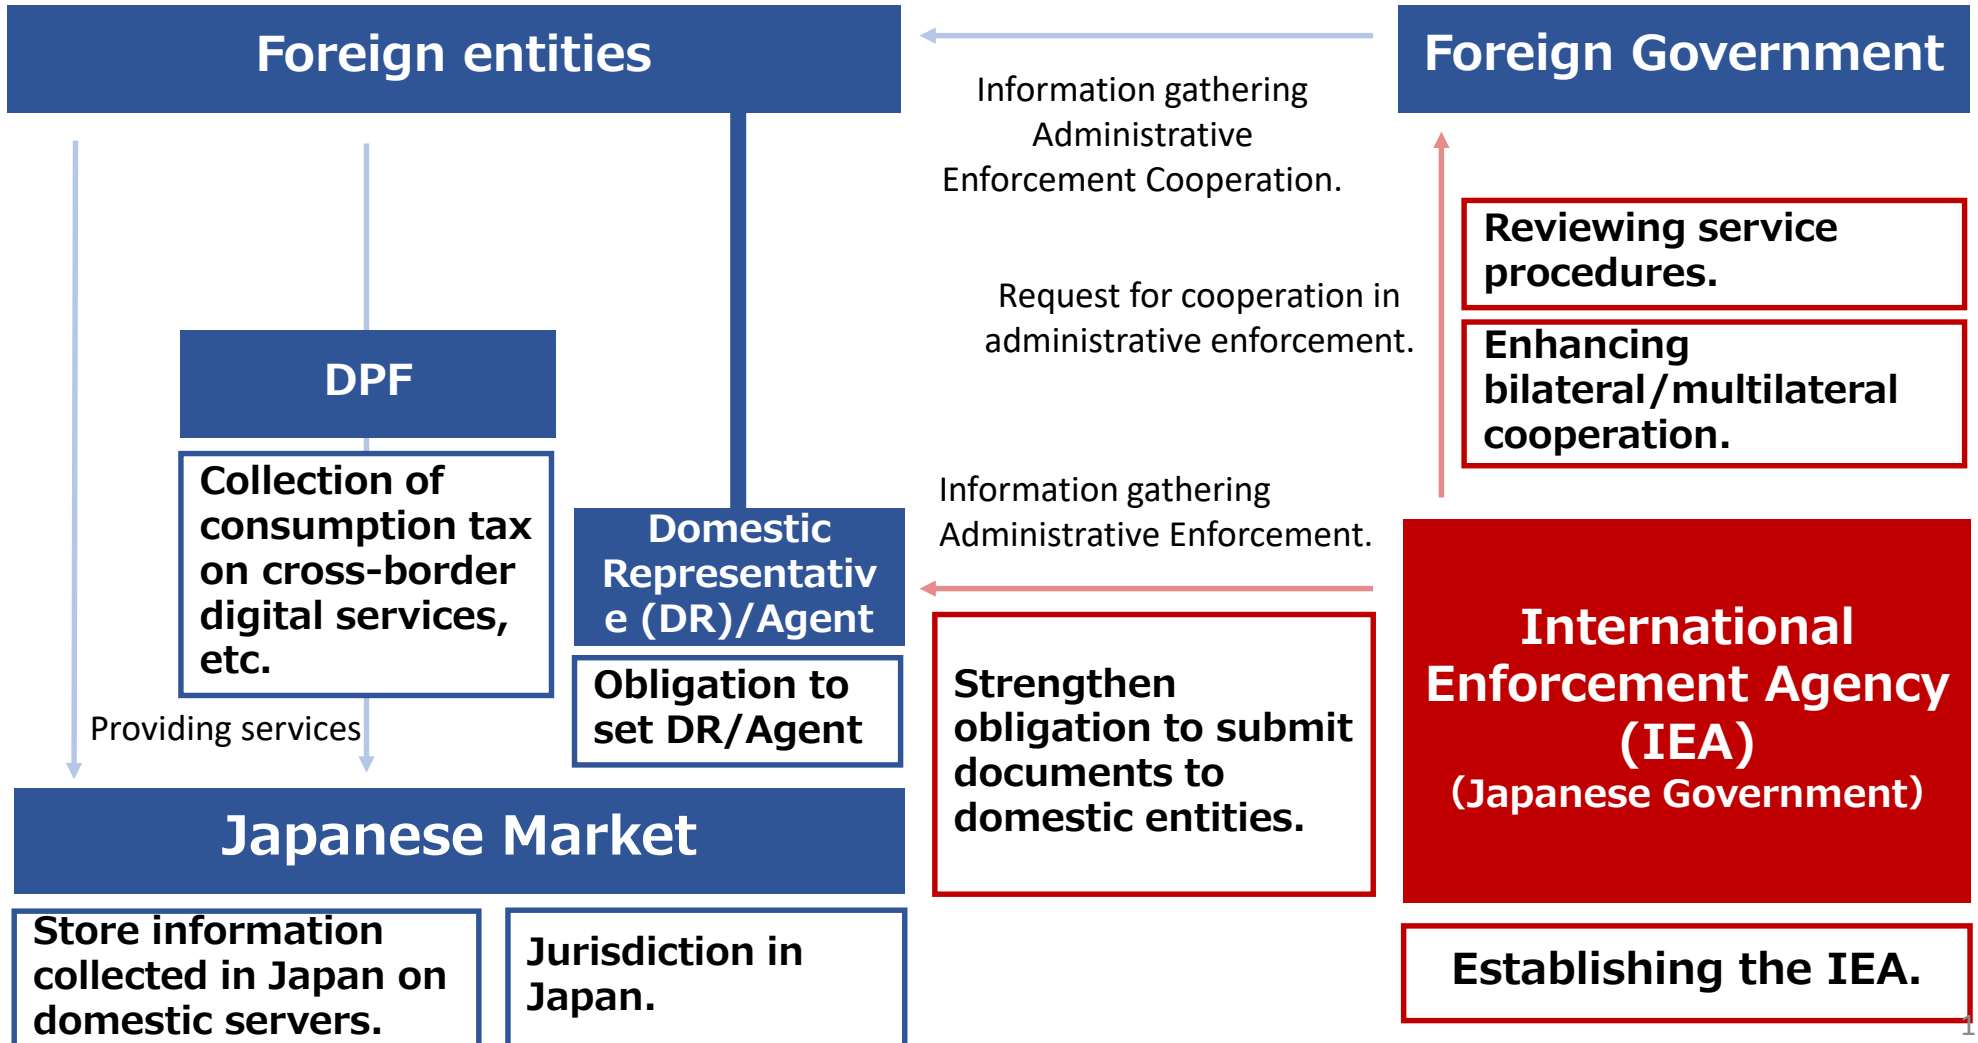 Foreign entities
Foreign Government
Information gathering
Administrative
Enforcement Cooperation.
Reviewing service
procedures.
Request for cooperation in
administrative enforcement.
Enhancing
bilateral/multilateral
cooperation.
DPF
Collection of
consumption tax
on cross-border
digital services,
etc.
Domestic
Representativ
e (DR)/Agent
Obligation to
set DR/Agent
Information gathering
Administrative Enforcement.
Strengthen
obligation to submit
documents to
domestic entities.
International
Enforcement Agency
(IEA)
(Japanese Government)
Establishing the IEA.
Providing services
Japanese Market
Store information
collected in Japan on
domestic servers.
Jurisdiction in
Japan.
1